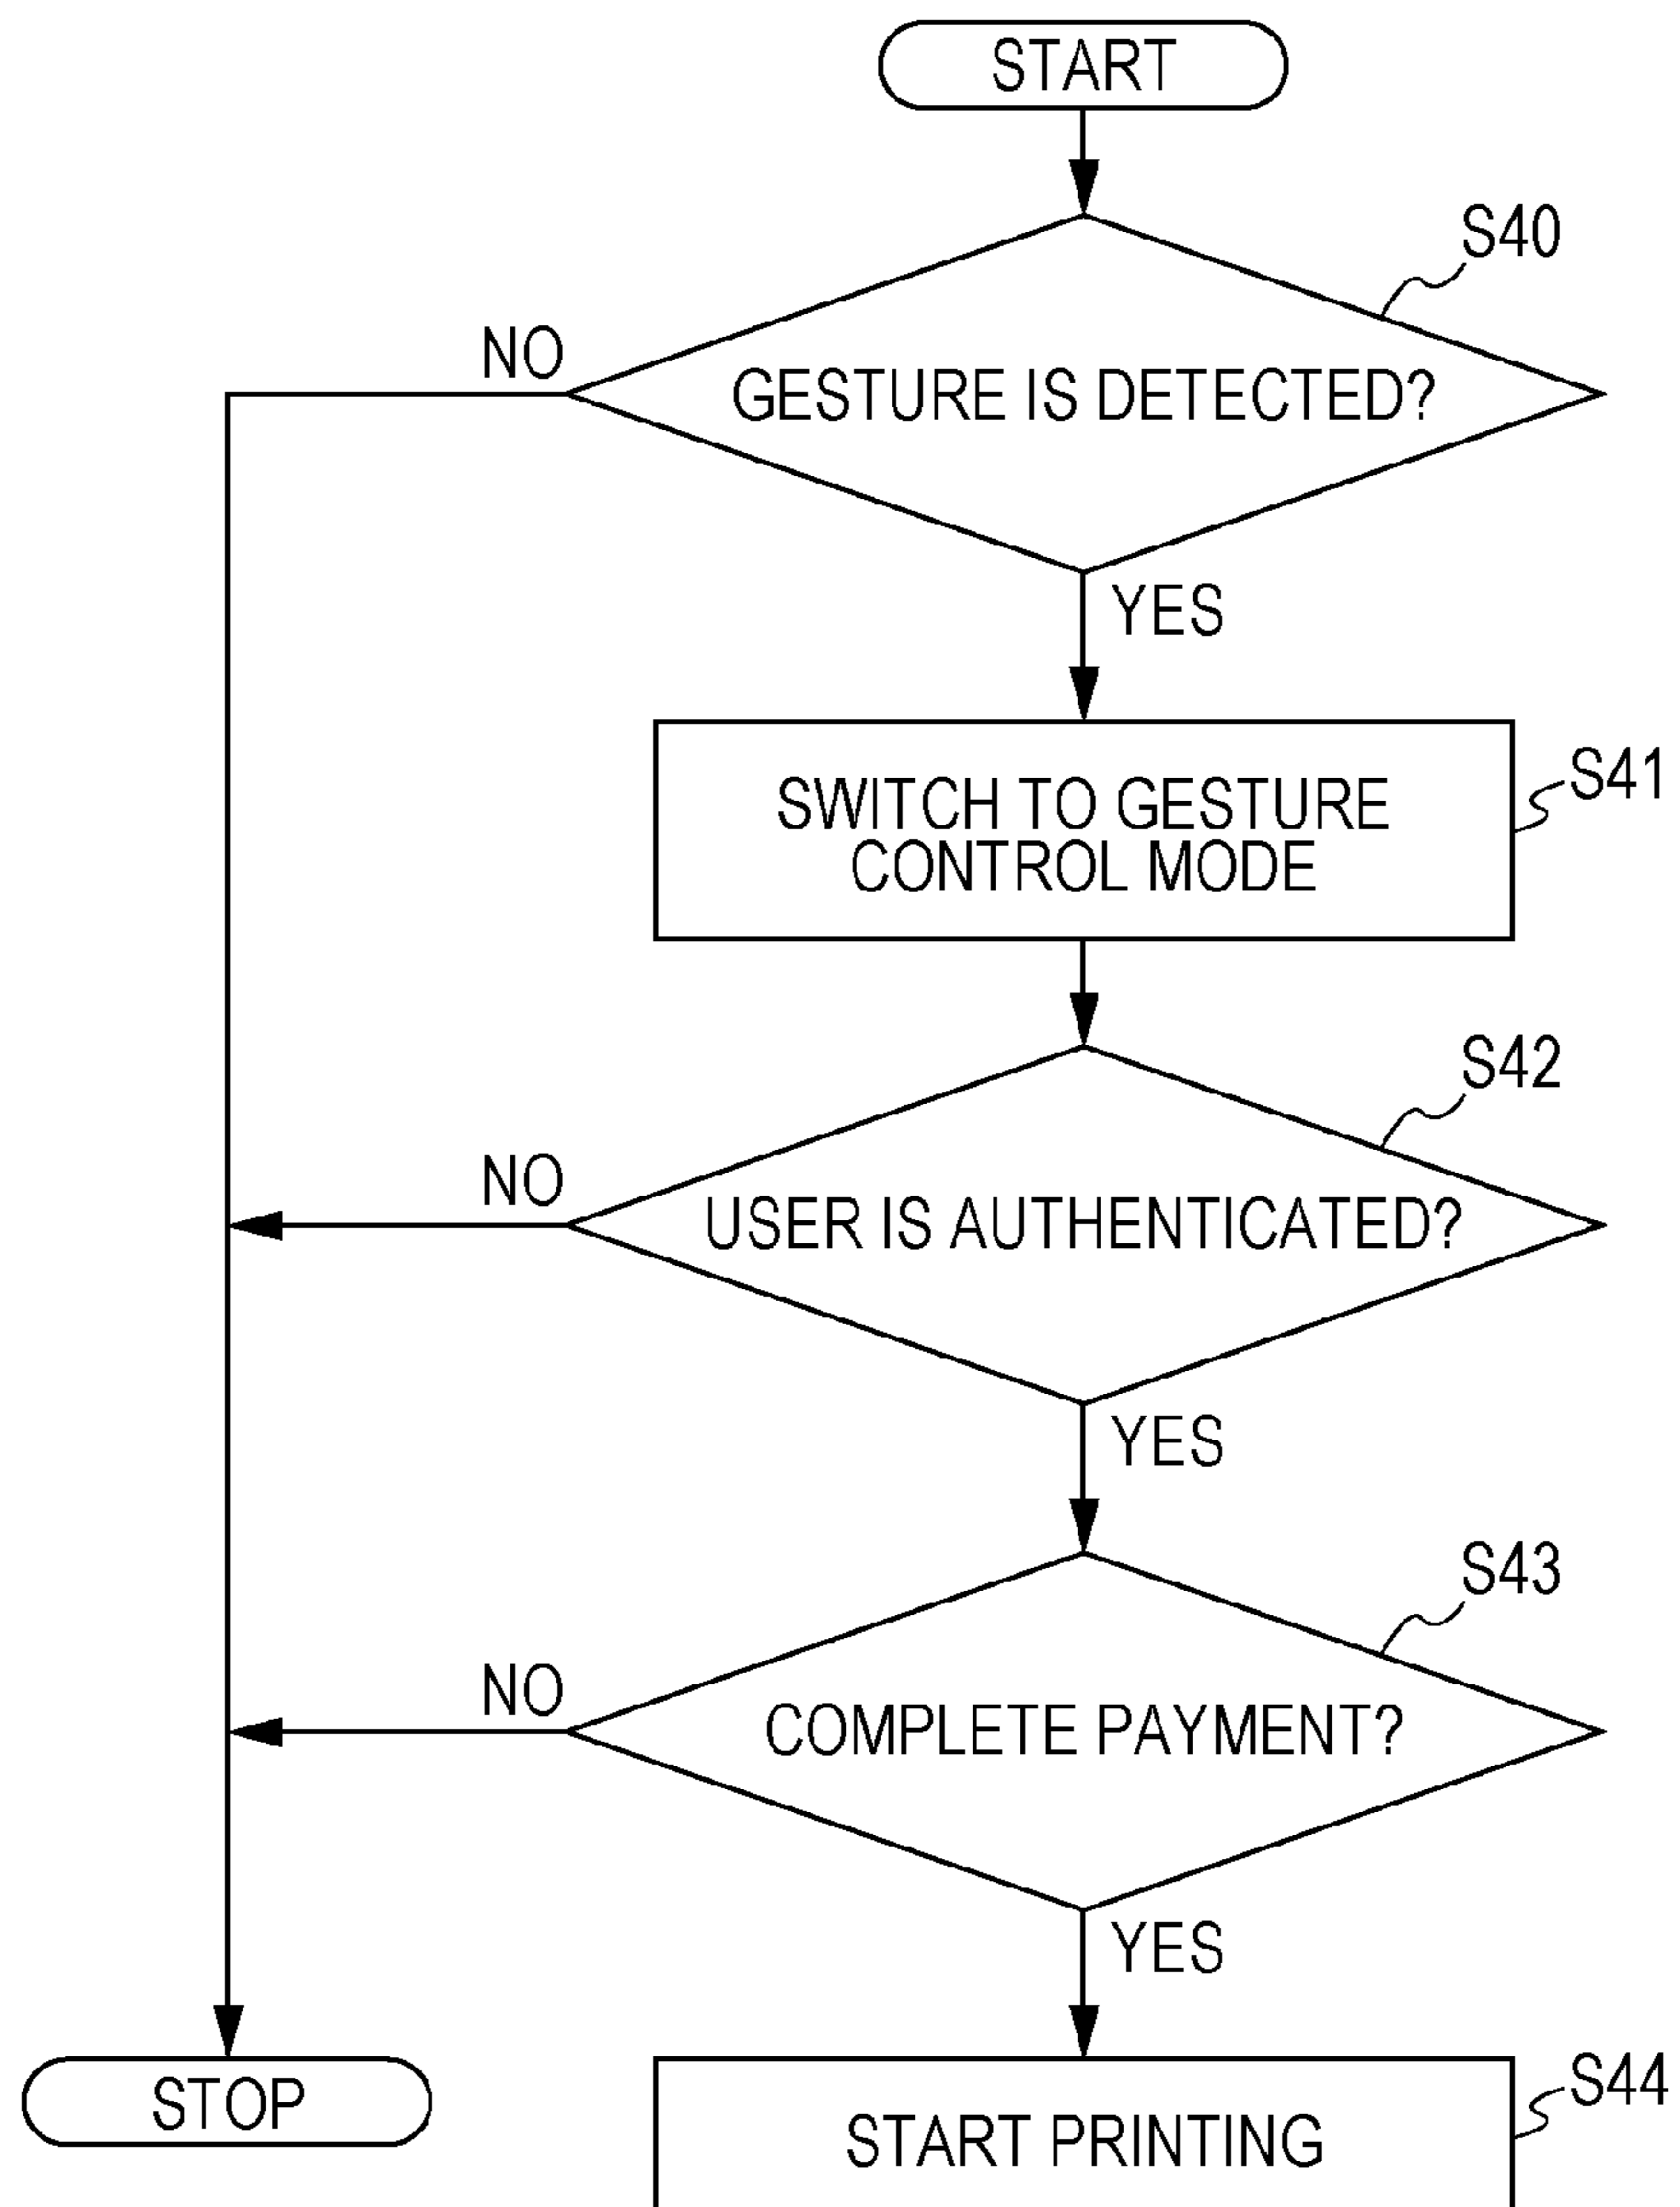 START
S40
NO
GESTURE IS DETECTED?
YES
S41
SWITCH TO GESTURE
CONTROL MODE
S42
NO
USER IS AUTHENTICATED?
YES
S43
NO
COMPLETE PAYMENT?
YES
S44
STOP
START PRINTING